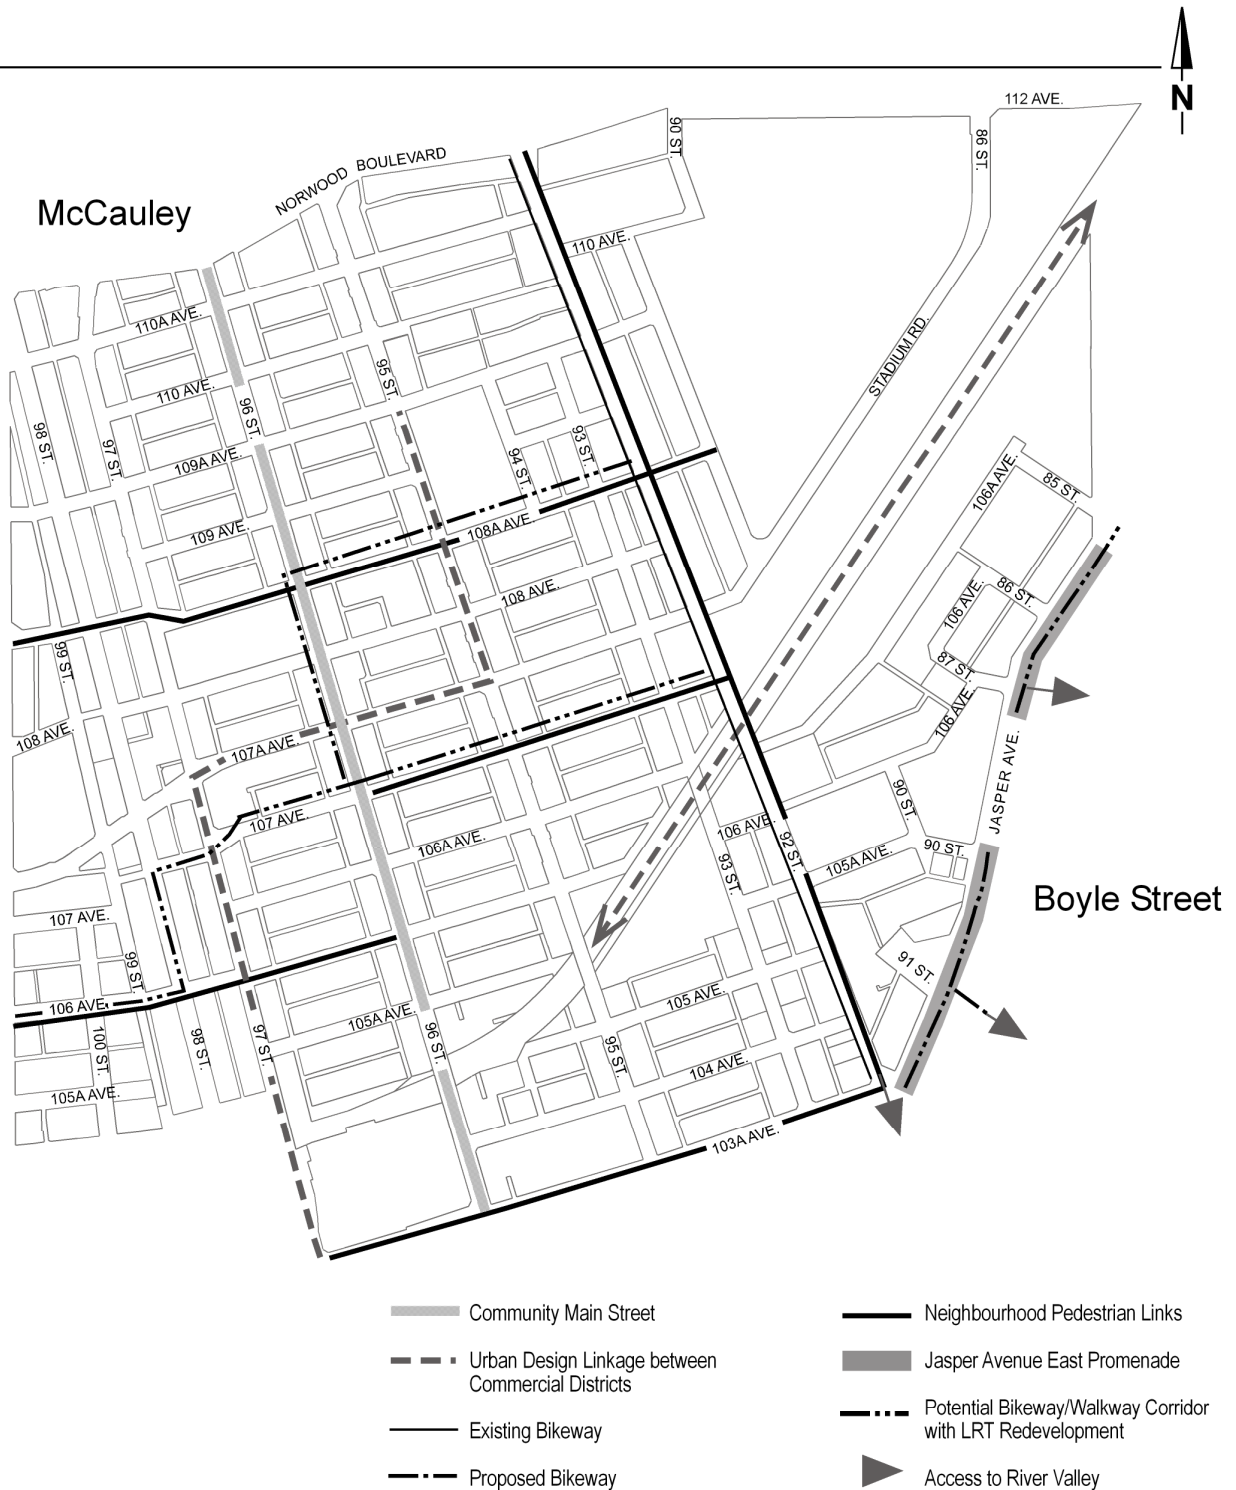 N
112 AVE.
90 ST.
86 ST.
NORWOOD BOULEVARD
McCauley
110 AVE.
110A AVE.
STADIUM RD.
95 ST.
110 AVE.
96 ST.
98 ST.
97 ST.
109A AVE.
93 ST.
94 ST.
106A AVE.
85 ST.
109 AVE.
108A AVE.
108 AVE.
86 ST.
106 AVE.
99 ST.
87 ST.
106 AVE.
108 AVE.
107A AVE.
JASPER AVE.
90 ST.
107 AVE.
106 AVE.
92 ST.
106A AVE.
90 ST.
105A AVE.
93 ST.
Boyle Street
107 AVE.
99 ST.
91 ST.
106 AVE.
105 AVE.
105A AVE.
100 ST.
98 ST.
97 ST.
96 ST.
95 ST.
104 AVE.
105A AVE.
103A AVE.
Community Main Street
Urban Design Linkage between
Commercial Districts
Existing Bikeway
Proposed Bikeway
Neighbourhood Pedestrian Links
Jasper Avenue East Promenade
Potential Bikeway/Walkway Corridor
with LRT Redevelopment
Access to River Valley